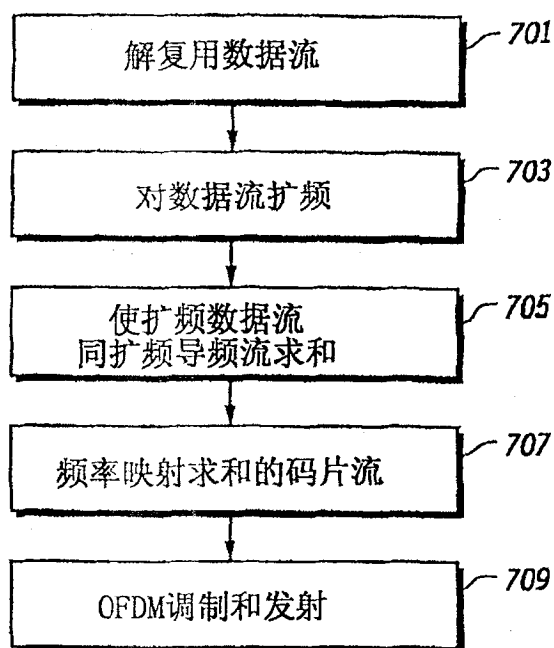 解复用数据流
701
对数据流扩频
703
使扩频数据流
同扩频导频流求和
705
频率映射求和的码片流
707
OFDM调制和发射
709